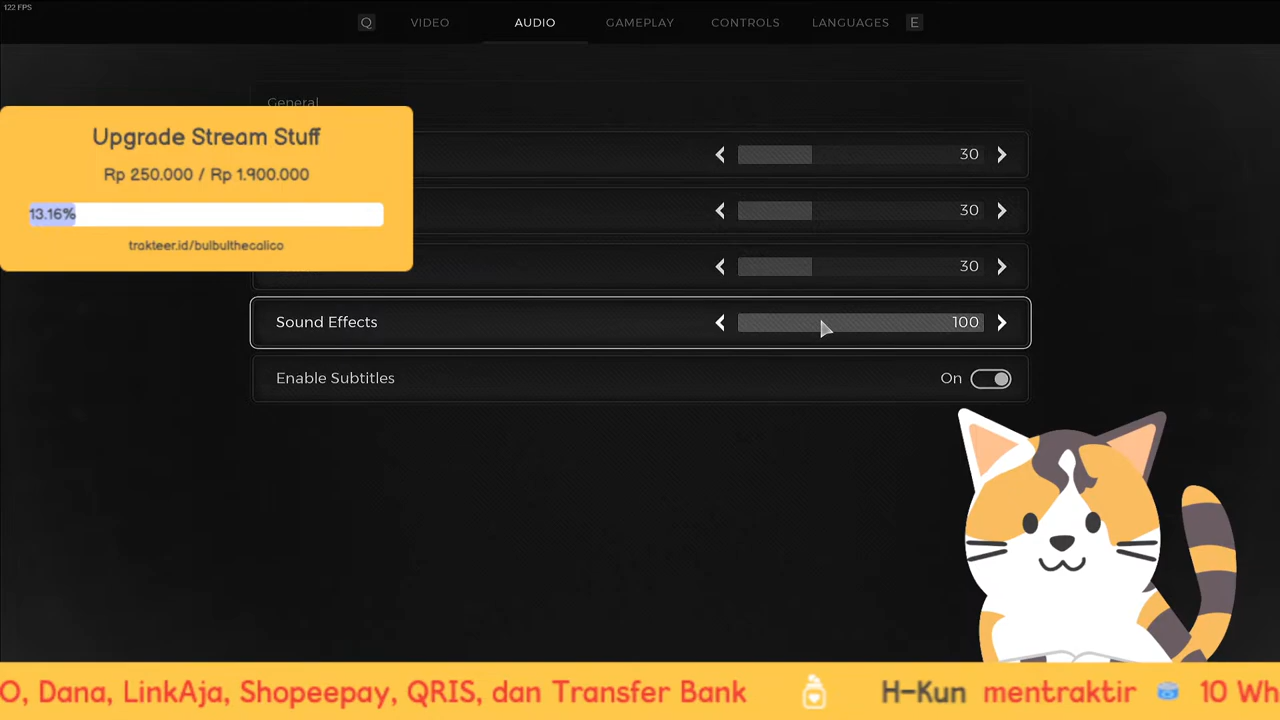 122 FPS
Q VIDEO AUDIO GAMEPLAY CONTROLS LANGUAGES E
General
Upgrade Stream Stuff
Rp 250.000 / Rp 1.900.000
13.16%
trakteer.id/bulbulthecalico
30
30
30
Sound Effects 100
Enable Subtitles On
O, Dana, LinkAja, Shopeepay, QRIS, dan Transfer Bank H-Kun mentraktir 10 Wh